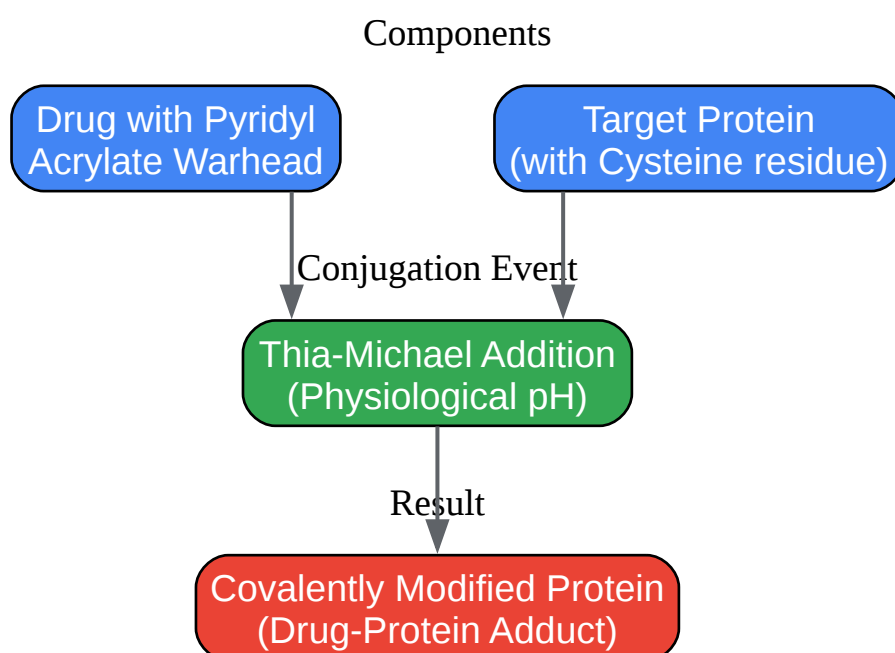 Components
Drug with Pyridyl
Acrylate Warhead
Target Protein
(with Cysteine residue)
Conjugation Event
Thia-Michael Addition
(Physiological pH)
Result
Covalently Modified Protein
(Drug-Protein Adduct)